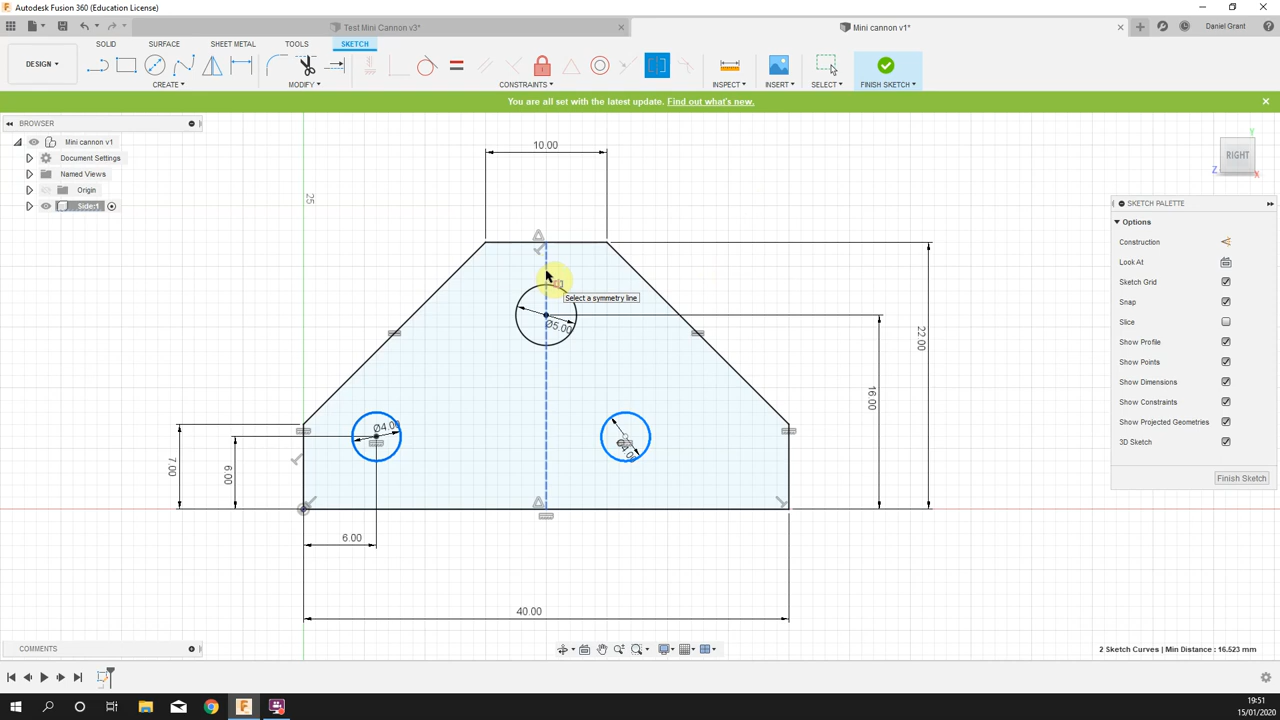 Autodesk Fusion 360 (Education License)
Test Mini Cannon v3*
Mini cannon v1*
Daniel Grant
DESIGN
SOLID
SURFACE
SHEET METAL
TOOLS
SKETCH
CREATE
MODIFY
CONSTRAINTS
INSPECT
INSERT
SELECT
FINISH SKETCH
You are all set with the latest update. Find out what's new.
BROWSER
Mini cannon v1
Document Settings
Named Views
Origin
Side:1
25
10.00
Select a symmetry line
Ø5.00
Ø4.00
22.00
16.00
7.00
6.00
6.00
40.00
Y
RIGHT
Z
X
SKETCH PALETTE
Options
Construction
Look At
Sketch Grid
Snap
Slice
Show Profile
Show Points
Show Dimensions
Show Constraints
Show Projected Geometries
3D Sketch
Finish Sketch
COMMENTS
2 Sketch Curves | Min Distance : 16.523 mm
19:51
15/01/2020